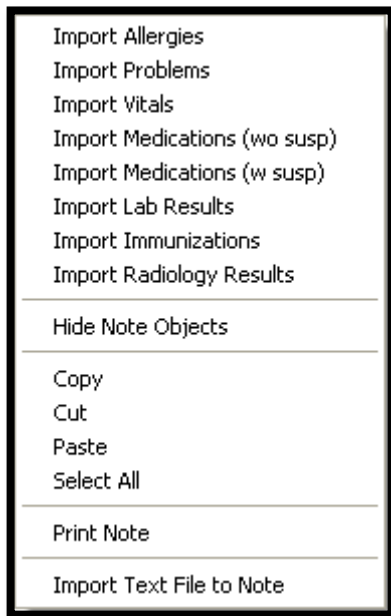 Import Allergies
Import Problems
Import Vitals
Import Medications (wo susp)
Import Medications (w susp)
Import Lab Results
Import Immunizations
Import Radiology Results
Hide Note Objects
Copy
Cut
Paste
Select All
Print Note
Import Text File to Note